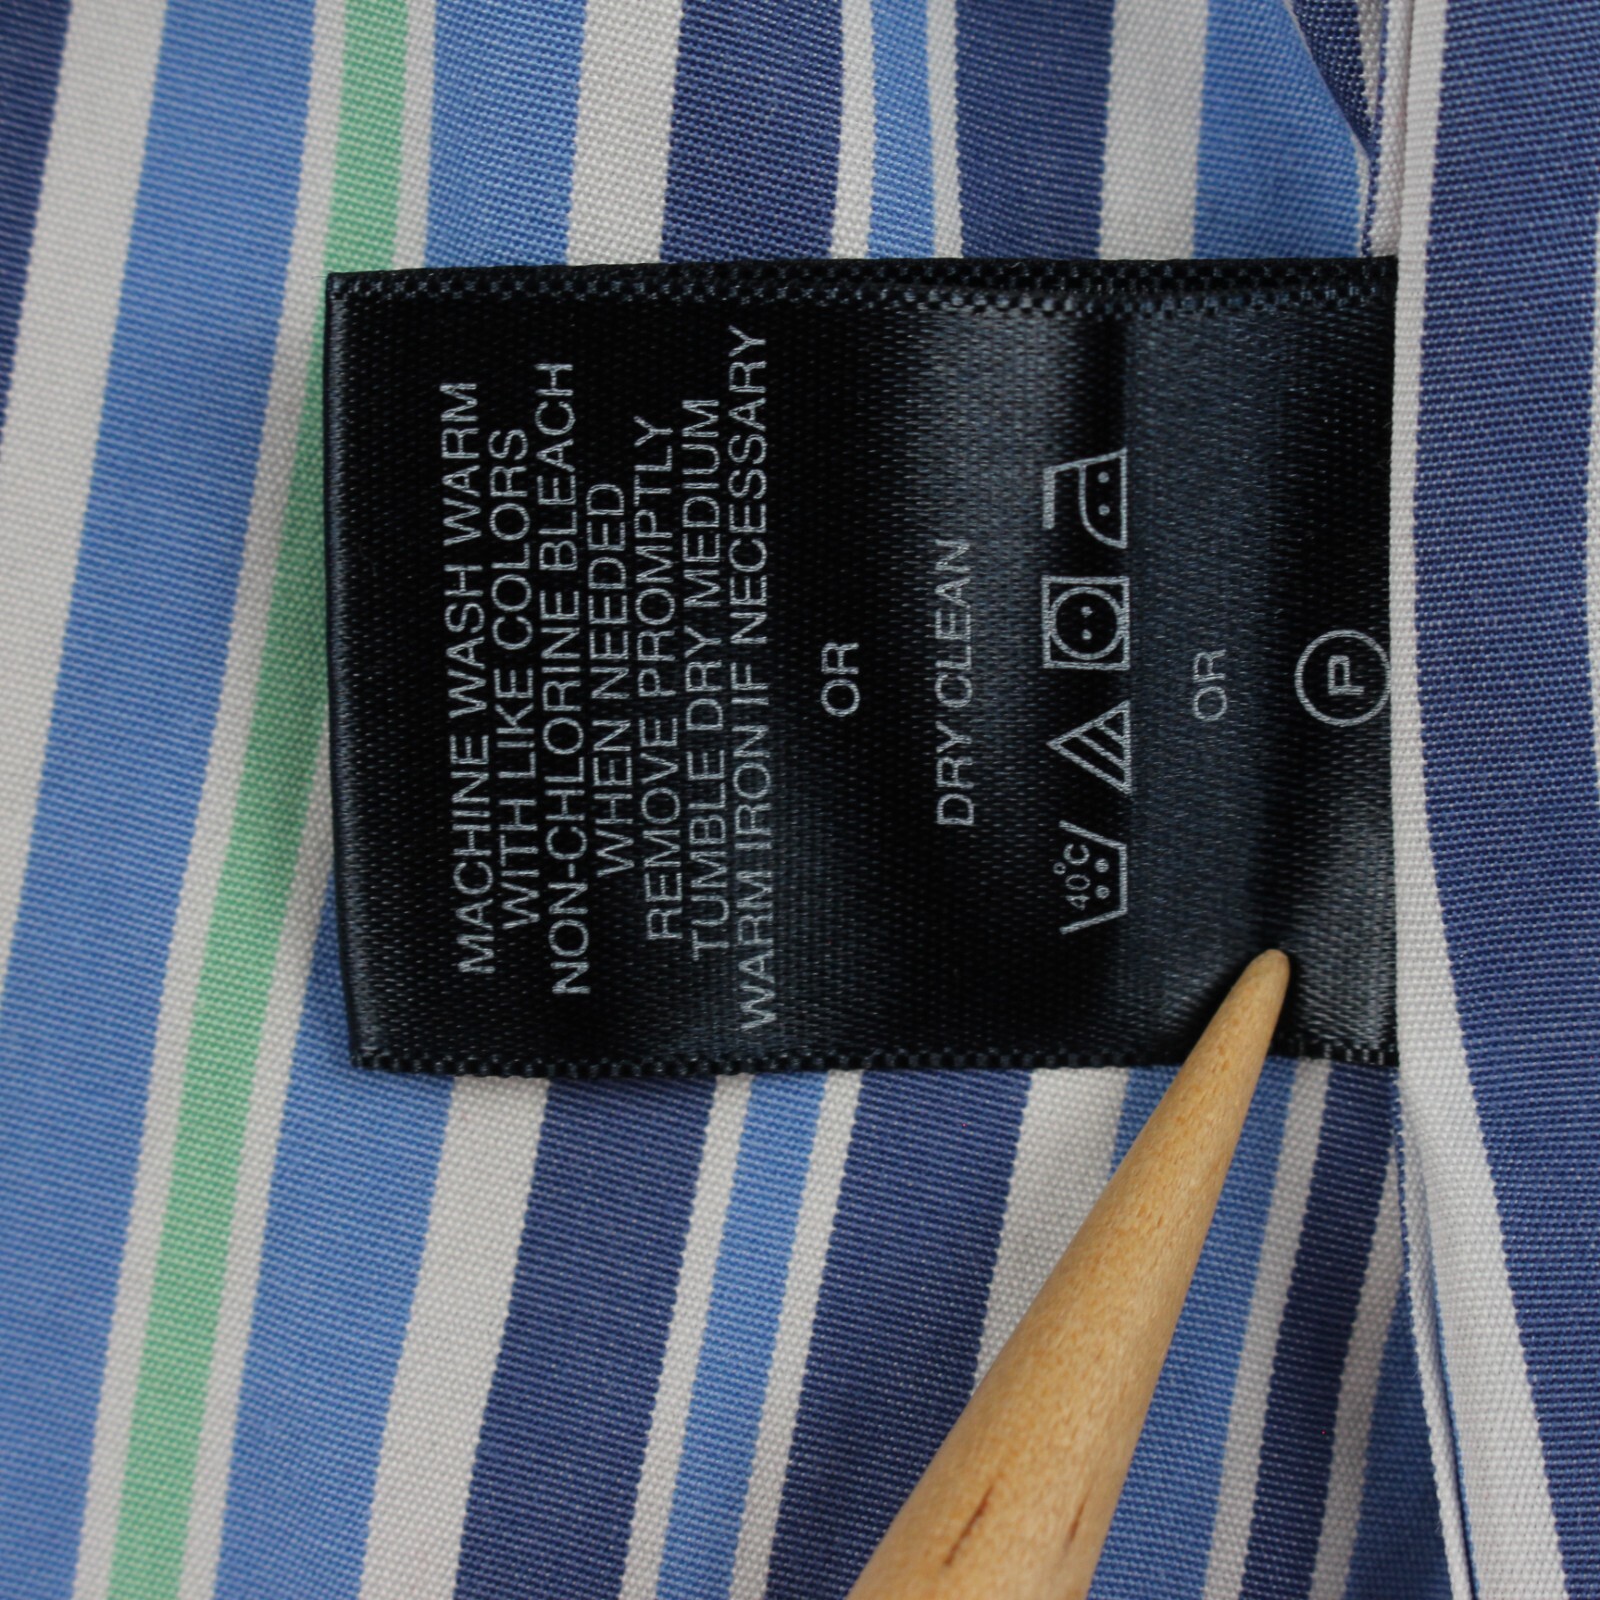 MACHINE WASH WARM
WITH LIKE COLORS
NON-CHLORINE BLEACH
WHEN NEEDED
REMOVE PROMPTLY
TUMBLE DRY MEDIUM
WARM IRON IF NECESSARY
OR
DRY CLEAN
40°C
OR
P